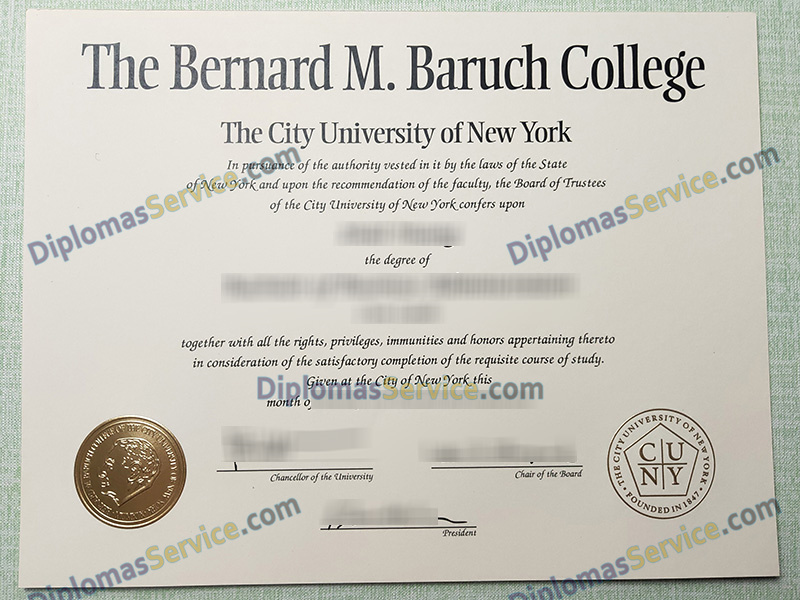 The Bernard M. Baruch College
The City University of New York
In pursuance of the authority vested in it by the laws of the State
of New York and upon the recommendation of the faculty, the Board of Trustees
of the City University of New York confers upon
the degree of
together with all the rights, privileges, immunities and honors appertaining thereto
in consideration of the satisfactory completion of the requisite course of study.
Given at the City of New York this
month o
Chancellor of the University
Chair of the Board
President
THE CITY UNIVERSITY OF NEW YORK
CU
NY
FOUNDED IN 1847
DiplomasService.com
DiplomasService.com
DiplomasService.com
DiplomasService.com
DiplomasService.com